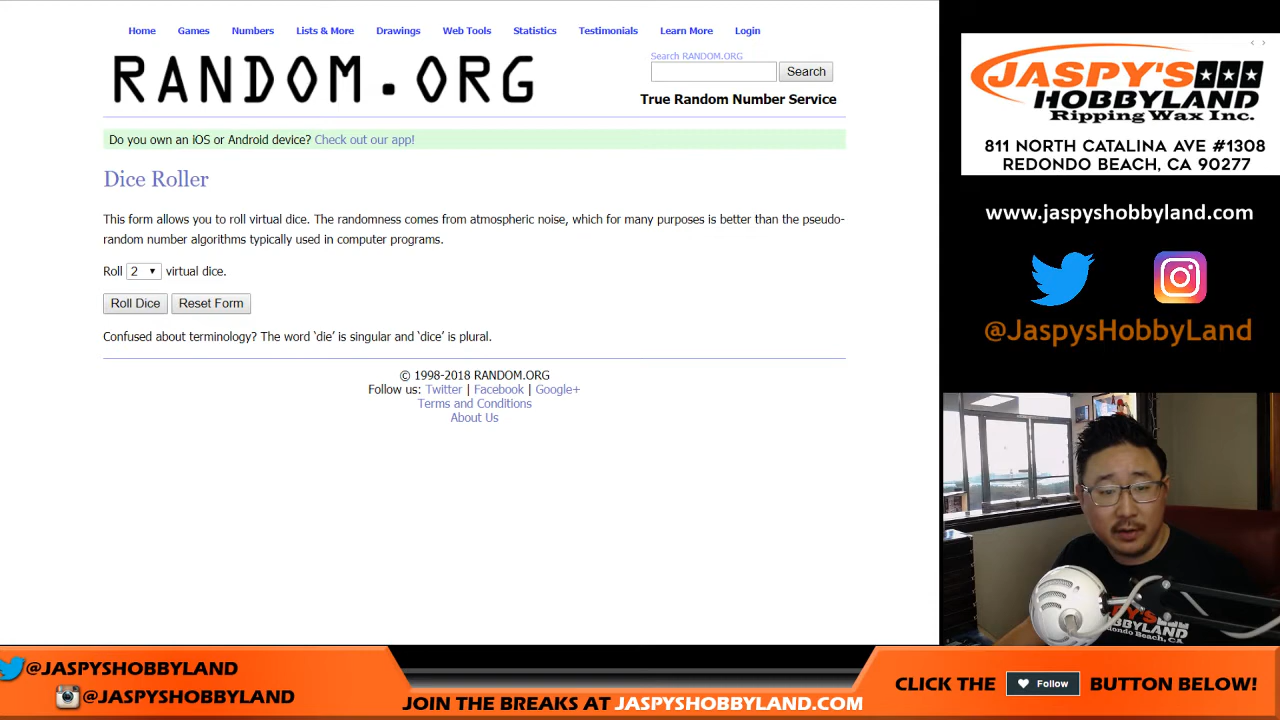 Home Games Numbers Lists & More Drawings Web Tools Statistics Testimonials Learn More Login
RANDOM.ORG
Search RANDOM.ORG
Search
True Random Number Service
Do you own an iOS or Android device? Check out our app!
Dice Roller
This form allows you to roll virtual dice. The randomness comes from atmospheric noise, which for many purposes is better than the pseudo-
random number algorithms typically used in computer programs.
Roll 2 virtual dice.
Roll Dice Reset Form
Confused about terminology? The word ‘die’ is singular and ‘dice’ is plural.
© 1998-2018 RANDOM.ORG
Follow us: Twitter | Facebook | Google+
Terms and Conditions
About Us
JASPY'S
HOBBYLAND
Ripping Wax Inc.
811 NORTH CATALINA AVE #1308
REDONDO BEACH, CA 90277
www.jaspyshobbyland.com
@JaspysHobbyLand
PY'S
HOBBYLAND
Redondo Beach, CA
@JASPYSHOBBYLAND
@JASPYSHOBBYLAND
JOIN THE BREAKS AT JASPYSHOBBYLAND.COM
CLICK THE Follow BUTTON BELOW!